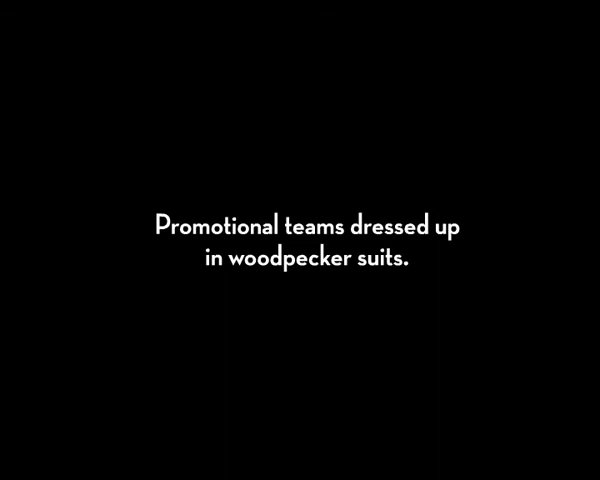 Promotional teams dressed up
in woodpecker suits.